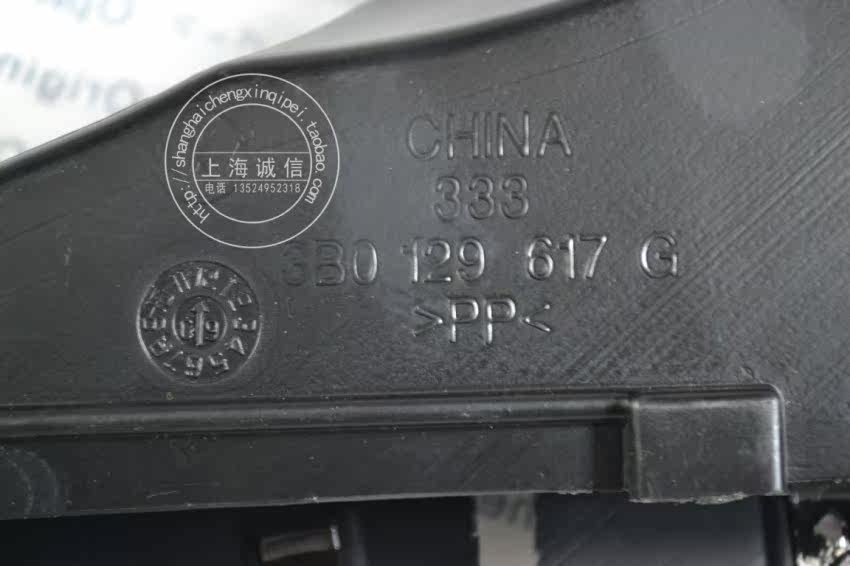 http://shanghaichengxinqipei.taobao.com
上海诚信
电话 13524952318
CHINA
333
3B0 129 617 G
>PP<